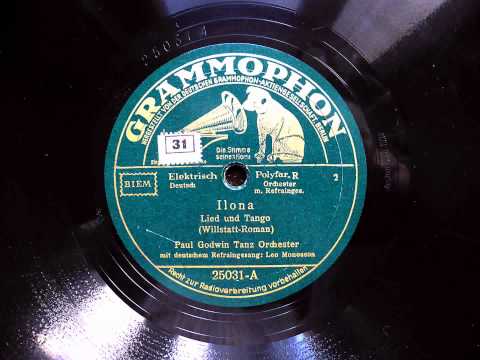 25031A
GRAMMOPHON
HERGESTELLT VON DER DEUTSCHEN GRAMMOPHON-AKTIENGESELLSCHAFT, BERLIN
31
Die Stimme
seines Herrn
BIEM
Elektrisch
Deutsch
Polyfar. R
Orchester
m. Refrainges.
2
Ilona
Lied und Tango
(Willstatt-Roman)
Paul Godwin Tanz Orchester
mit deutschem Refraingesang: Leo Monosson
25031-A
Recht zur Radioverbreitung vorbehalten